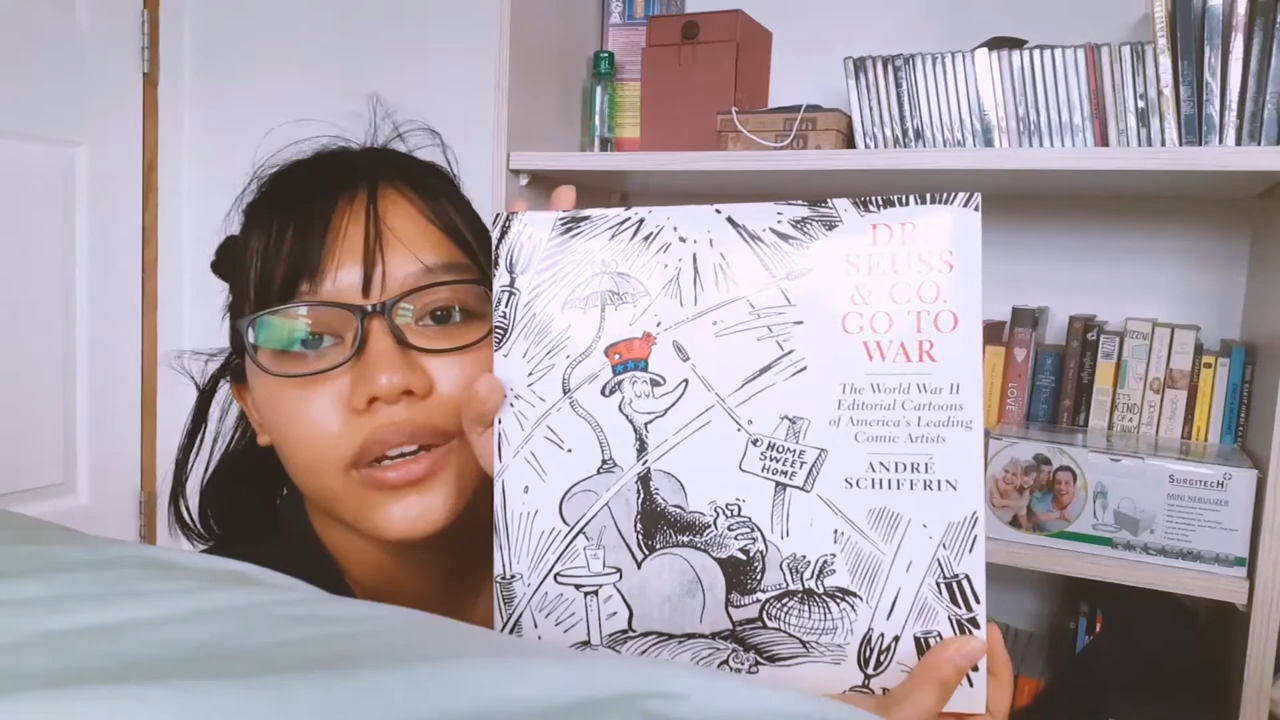 DR.
SEUSS
& CO.
GO TO
WAR
The World War II
Editorial Cartoons
of America's Leading
Comic Artists
ANDRÉ
SCHIFFRIN
HOME
SWEET
HOME
LOVE
IT'S
KIND
OF A
FUNNY
SURGITECH
MINI NEBULIZER